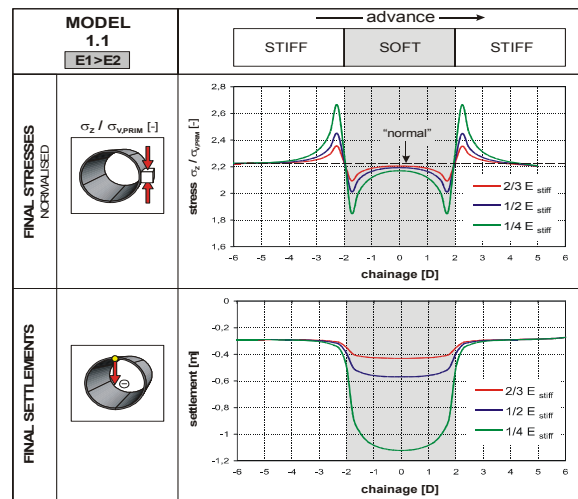 MODEL
1.1
E1>E2
advance
STIFF SOFT STIFF
FINAL STRESSES
NORMALISED
σz / σV,PRIM [-]
stress σz / σV,PRIM [-]
2,8
2,6
2,4
2,2
2,0
1,8
1,6
"normal"
2/3 E stiff
1/2 E stiff
1/4 E stiff
-6 -5 -4 -3 -2 -1 0 1 2 3 4 5 6
chainage [D]
FINAL SETTLEMENTS
settlement [m]
0
-0,2
-0,4
-0,6
-0,8
-1
-1,2
2/3 E stiff
1/2 E stiff
1/4 E stiff
-6 -5 -4 -3 -2 -1 0 1 2 3 4 5 6
chainage [D]